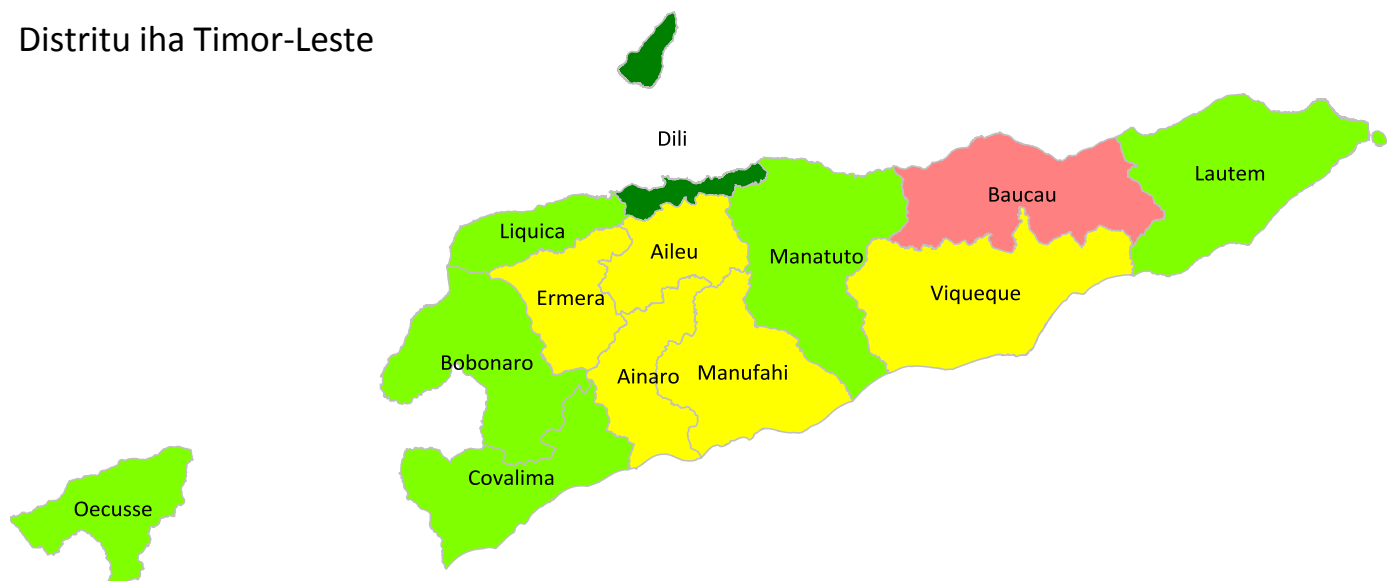 Distritu iha Timor-Leste
Dili
Baucau
Lautem
Liquica
Aileu
Manatuto
Ermera
Viqueque
Bobonaro
Ainaro
Manufahi
Covalima
Oecusse